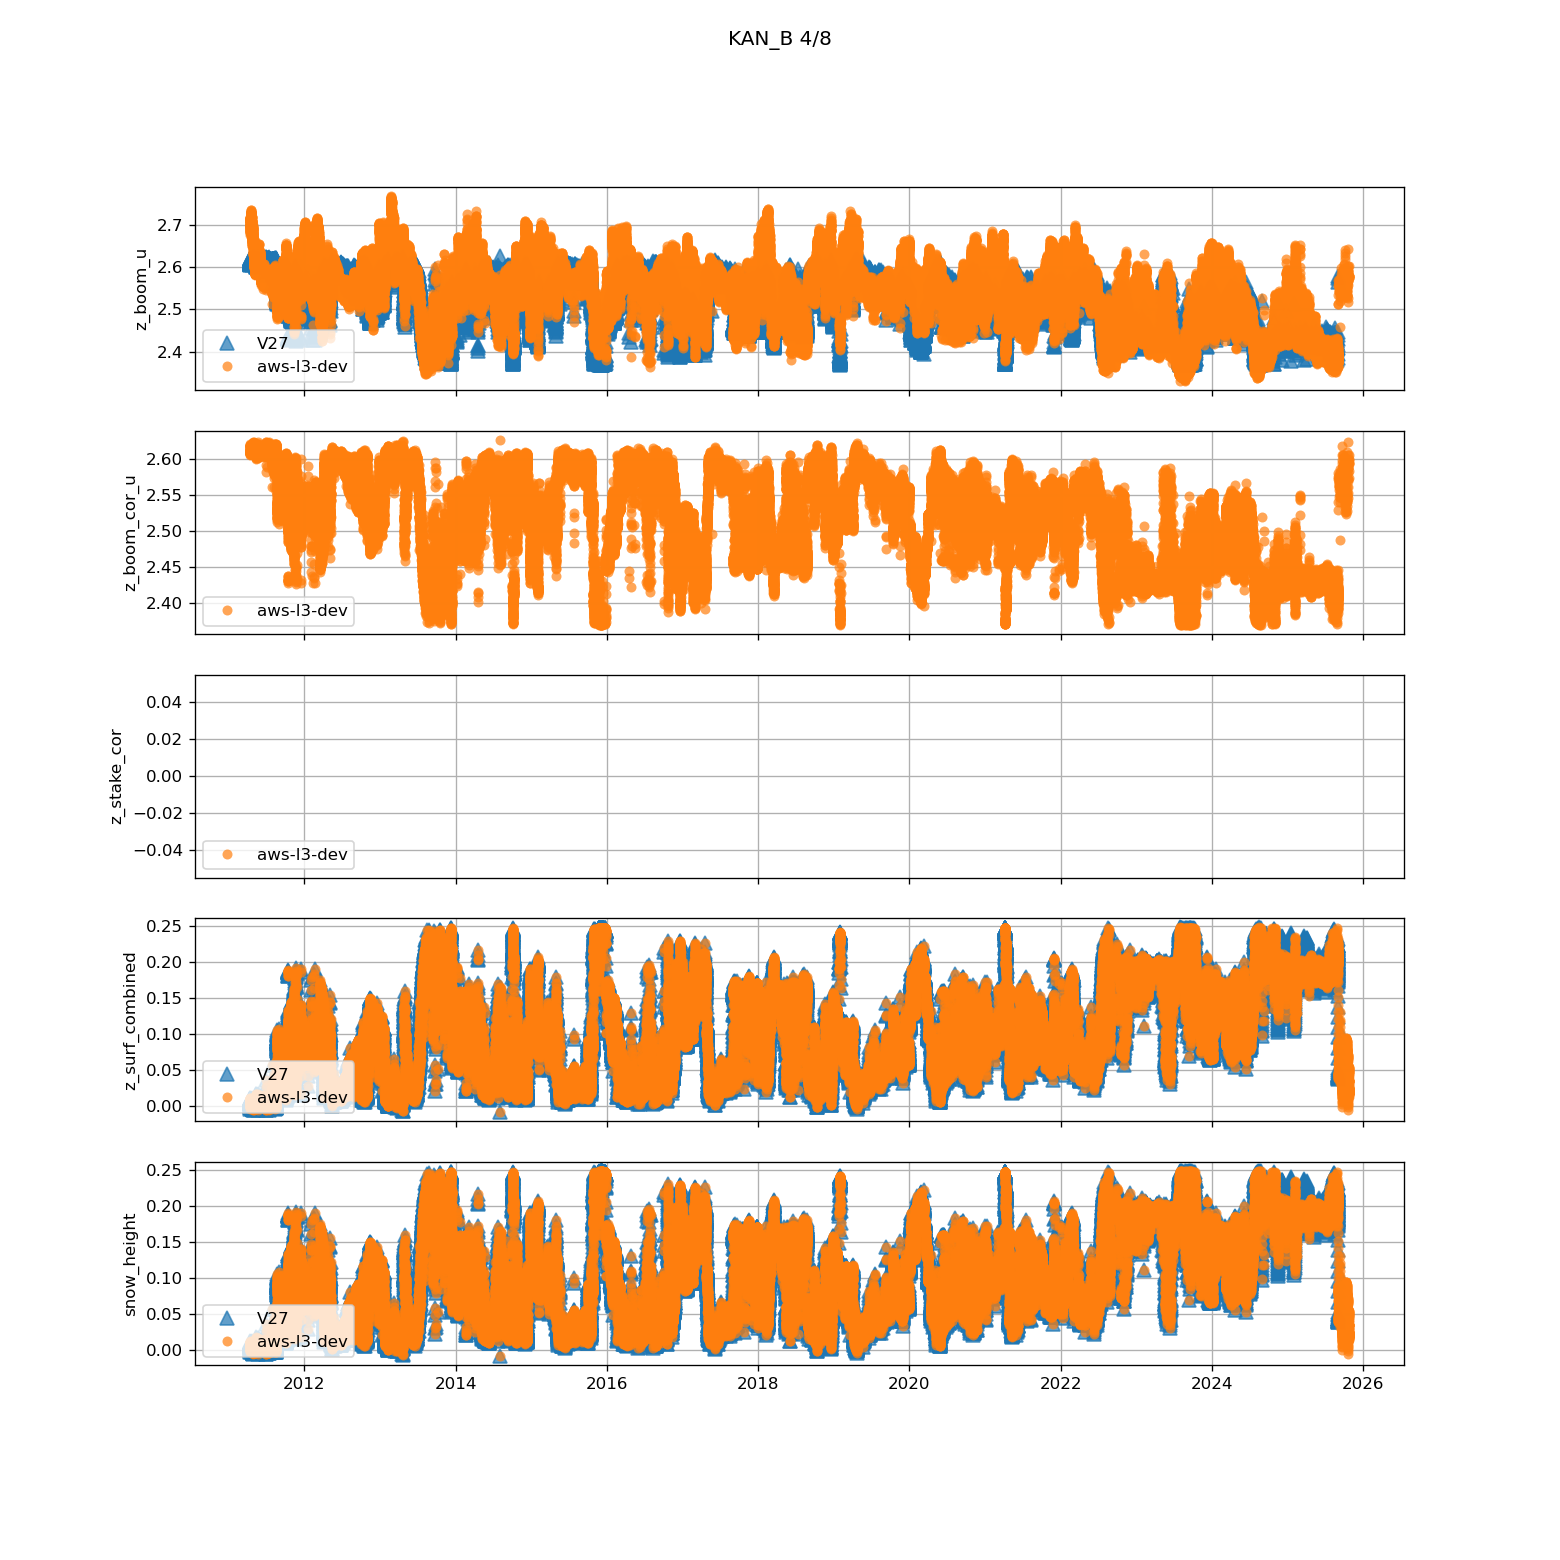 KAN_B 4/8
z_boom_u
2.7
2.6
2.5
2.4
V27
aws-l3-dev
z_boom_cor_u
2.60
2.55
2.50
2.45
2.40
aws-l3-dev
z_stake_cor
0.04
0.02
0.00
−0.02
−0.04
aws-l3-dev
z_surf_combined
0.25
0.20
0.15
0.10
0.05
0.00
V27
aws-l3-dev
snow_height
0.25
0.20
0.15
0.10
0.05
0.00
V27
aws-l3-dev
2012 2014 2016 2018 2020 2022 2024 2026